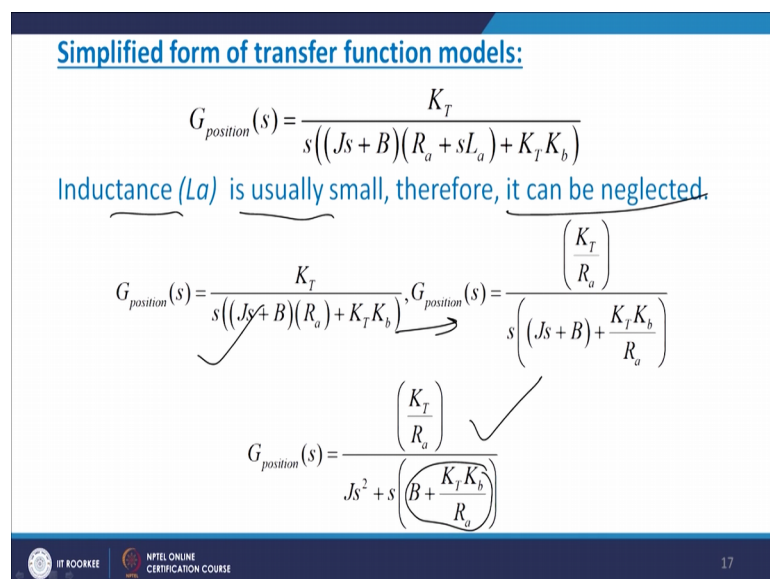 Simplified form of transfer function models:
G_position(s) = K_T / s((Js + B)(R_a + sL_a) + K_T K_b)
Inductance (La) is usually small, therefore, it can be neglected.
G_position(s) = K_T / s((Js + B)(R_a) + K_T K_b), G_position(s) = (K_T / R_a) / s((Js + B) + K_T K_b / R_a)
G_position(s) = (K_T / R_a) / Js² + s(B + K_T K_b / R_a)
IIT ROORKEE
NPTEL ONLINE
CERTIFICATION COURSE
17